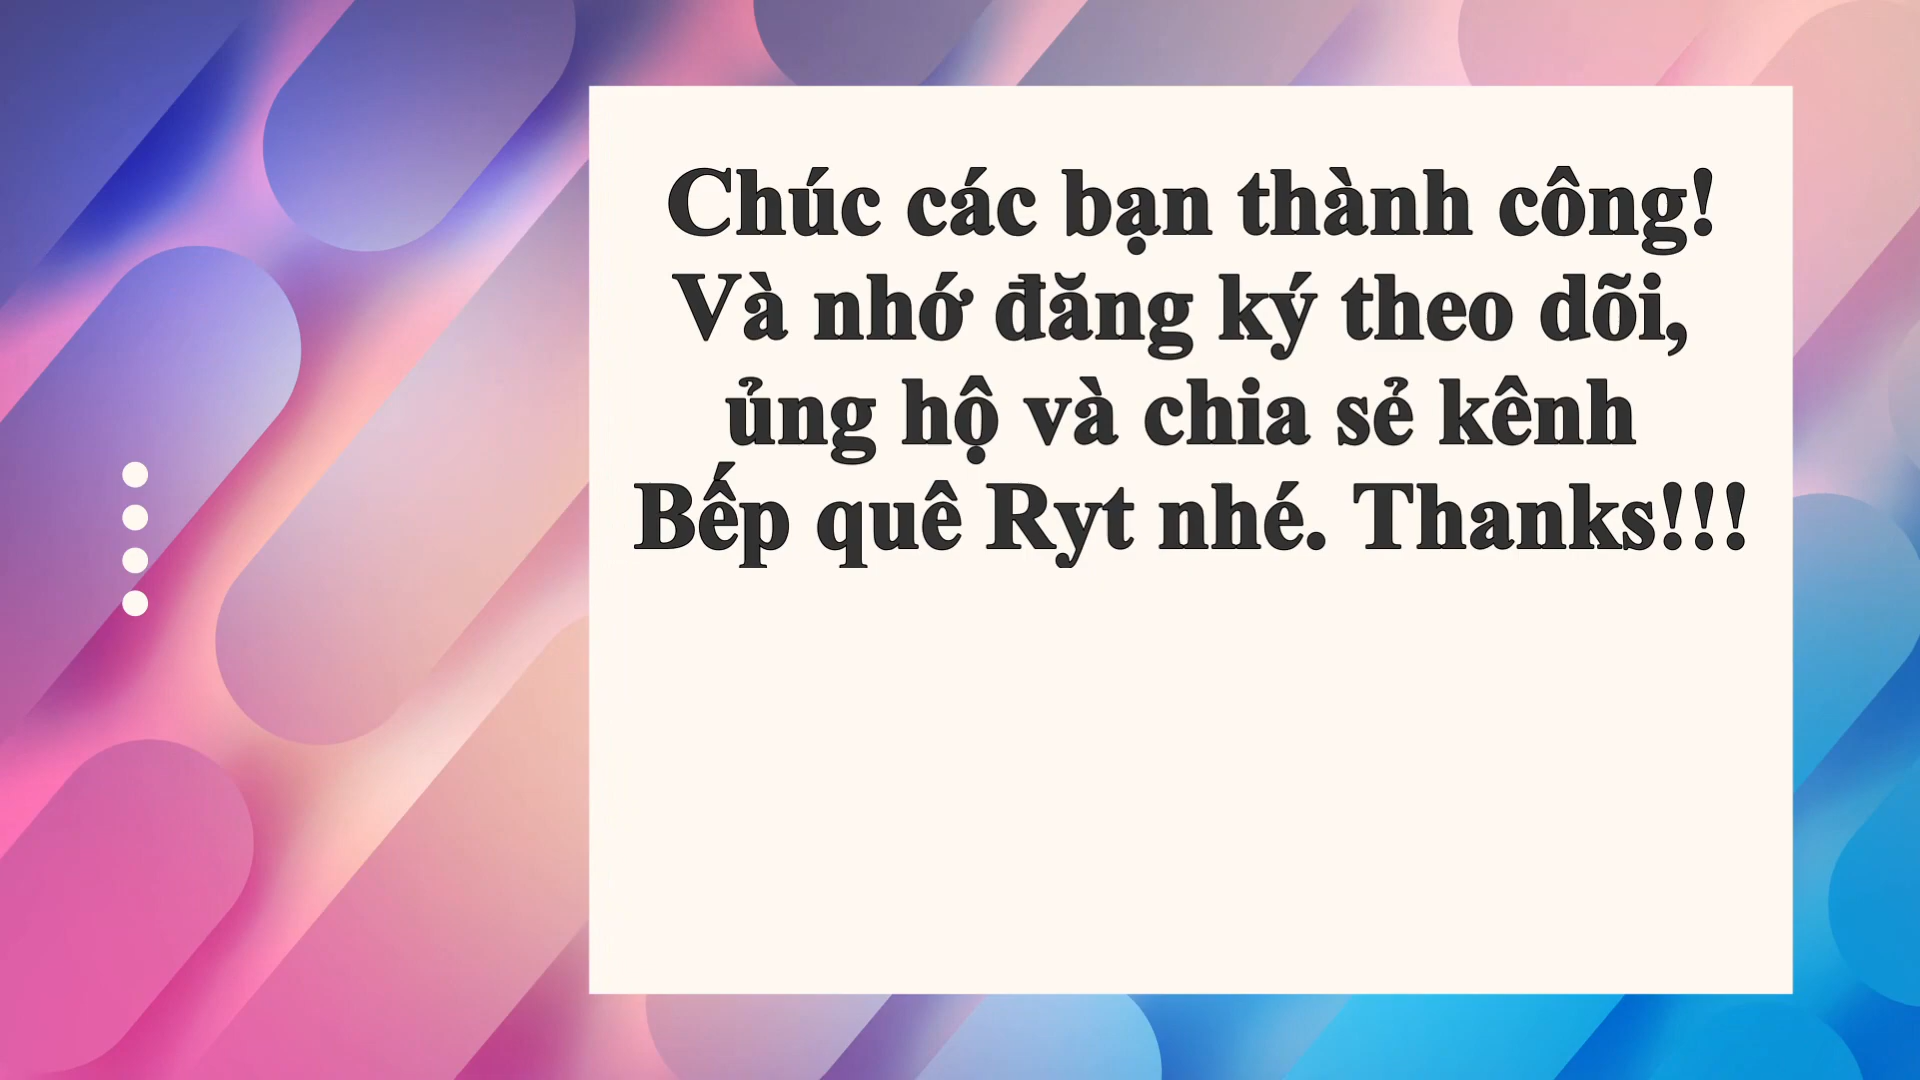 Chúc các bạn thành công!
Và nhớ đăng ký theo dõi,
ủng hộ và chia sẻ kênh
Bếp quê Ryt nhé. Thanks!!!